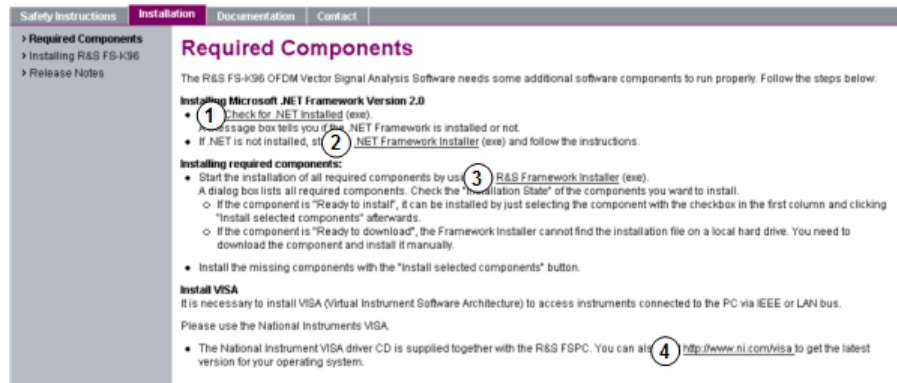 Safety Instructions Installation Documentation Contact
› Required Components
› Installing R&S FS-K96
› Release Notes
Required Components
The R&S FS-K96 OFDM Vector Signal Analysis Software needs some additional software components to run properly. Follow the steps below:
Installing Microsoft .NET Framework Version 2.0
• 1 Check for .NET Installed (exe).
A message box tells you if the .NET Framework is installed or not.
• If .NET is not installed, 2 .NET Framework Installer (exe) and follow the instructions.
Installing required components:
• Start the installation of all required components by 3 R&S Framework Installer (exe).
A dialog box lists all required components. Check the "Installation State" of the components you want to install.
○ If the component is "Ready to install", it can be installed by just selecting the component with the checkbox in the first column and clicking
"Install selected components" afterwards.
○ If the component is "Ready to download", the Framework Installer cannot find the installation file on a local hard drive. You need to
download the component and install it manually.
• Install the missing components with the "Install selected components" button.
Install VISA
It is necessary to install VISA (Virtual Instrument Software Architecture) to access instruments connected to the PC via IEEE or LAN bus.
Please use the National Instruments VISA.
• The National Instrument VISA driver CD is supplied together with the R&S FSPC. You can 4 http://www.ni.com/visa to get the latest
version for your operating system.